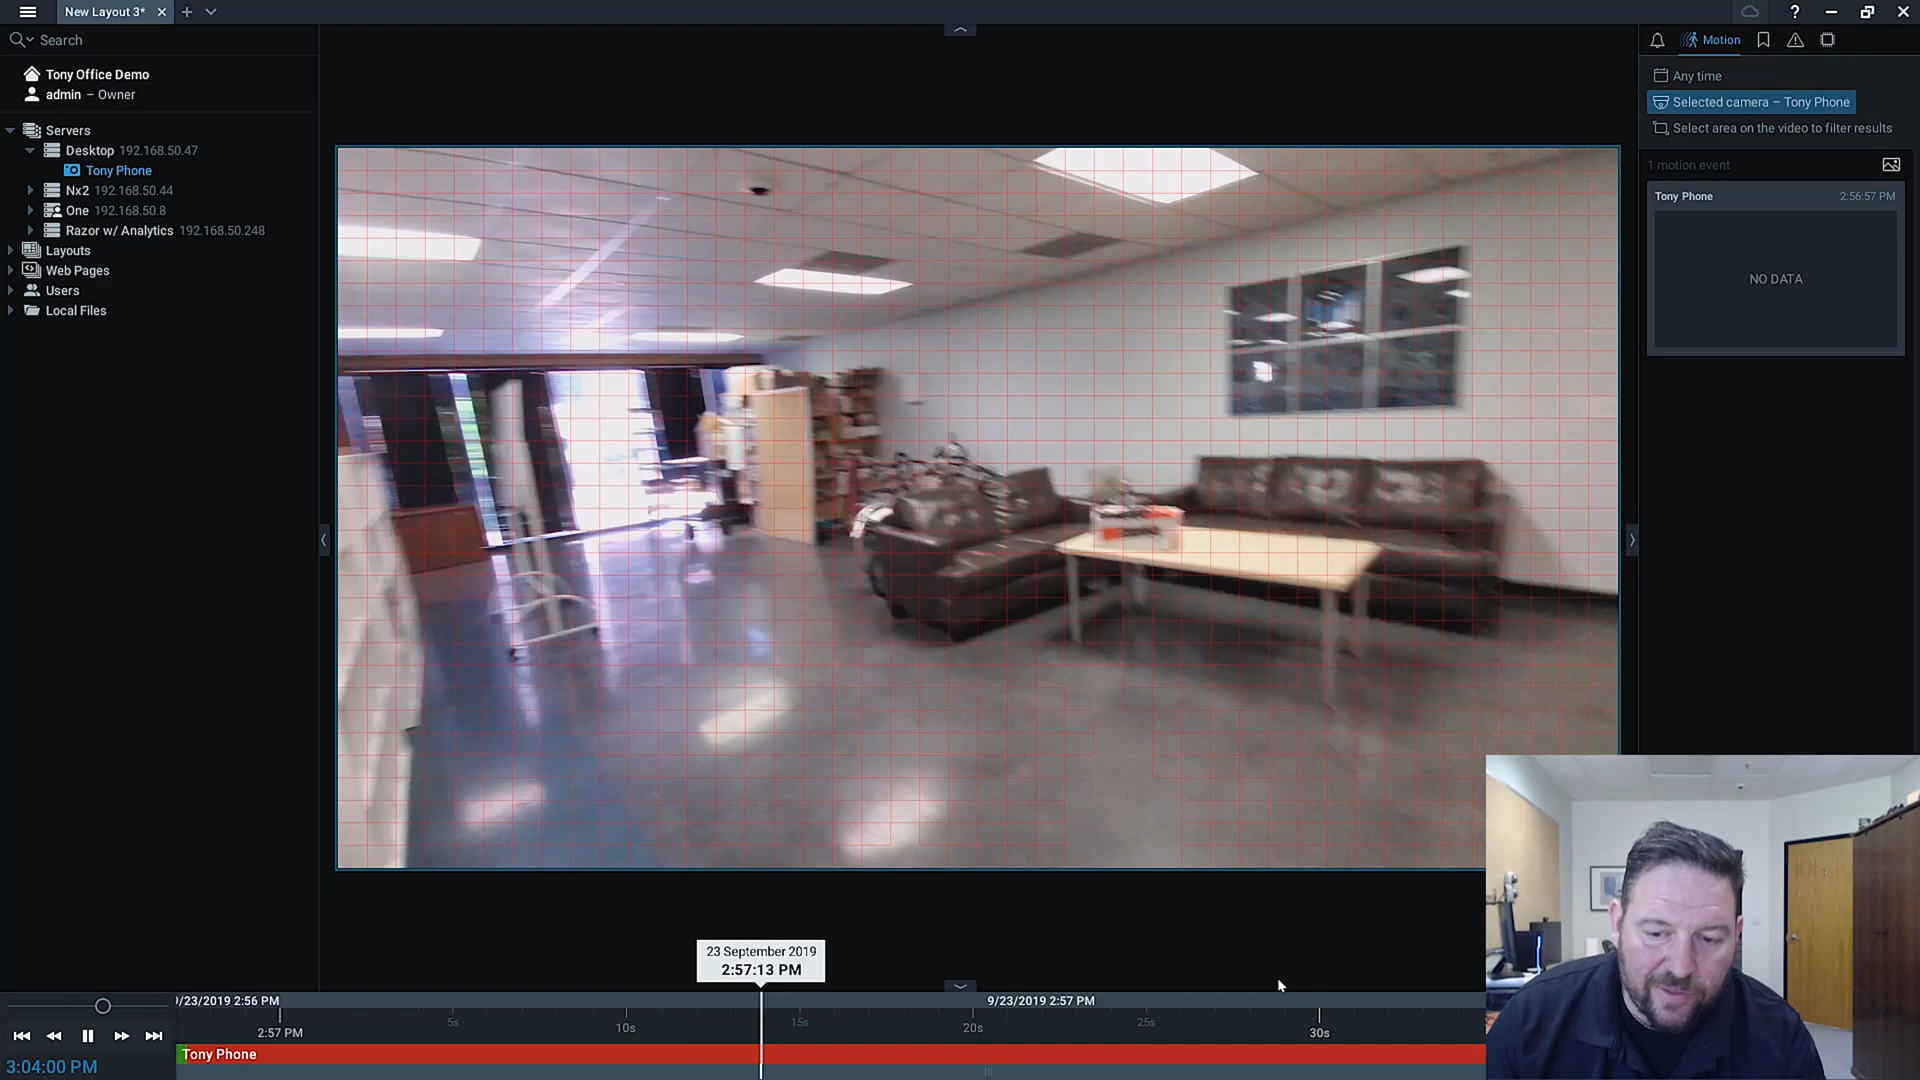 New Layout 3*
Search
Tony Office Demo
admin – Owner
Servers
Desktop 192.168.50.47
Tony Phone
Nx2 192.168.50.44
One 192.168.50.8
Razor w/ Analytics 192.168.50.248
Layouts
Web Pages
Users
Local Files
Motion
Any time
Selected camera – Tony Phone
Select area on the video to filter results
1 motion event
Tony Phone 2:56:57 PM
NO DATA
23 September 2019
2:57:13 PM
/23/2019 2:56 PM
9/23/2019 2:57 PM
2:57 PM
5s
10s
15s
20s
25s
30s
Tony Phone
3:04:00 PM